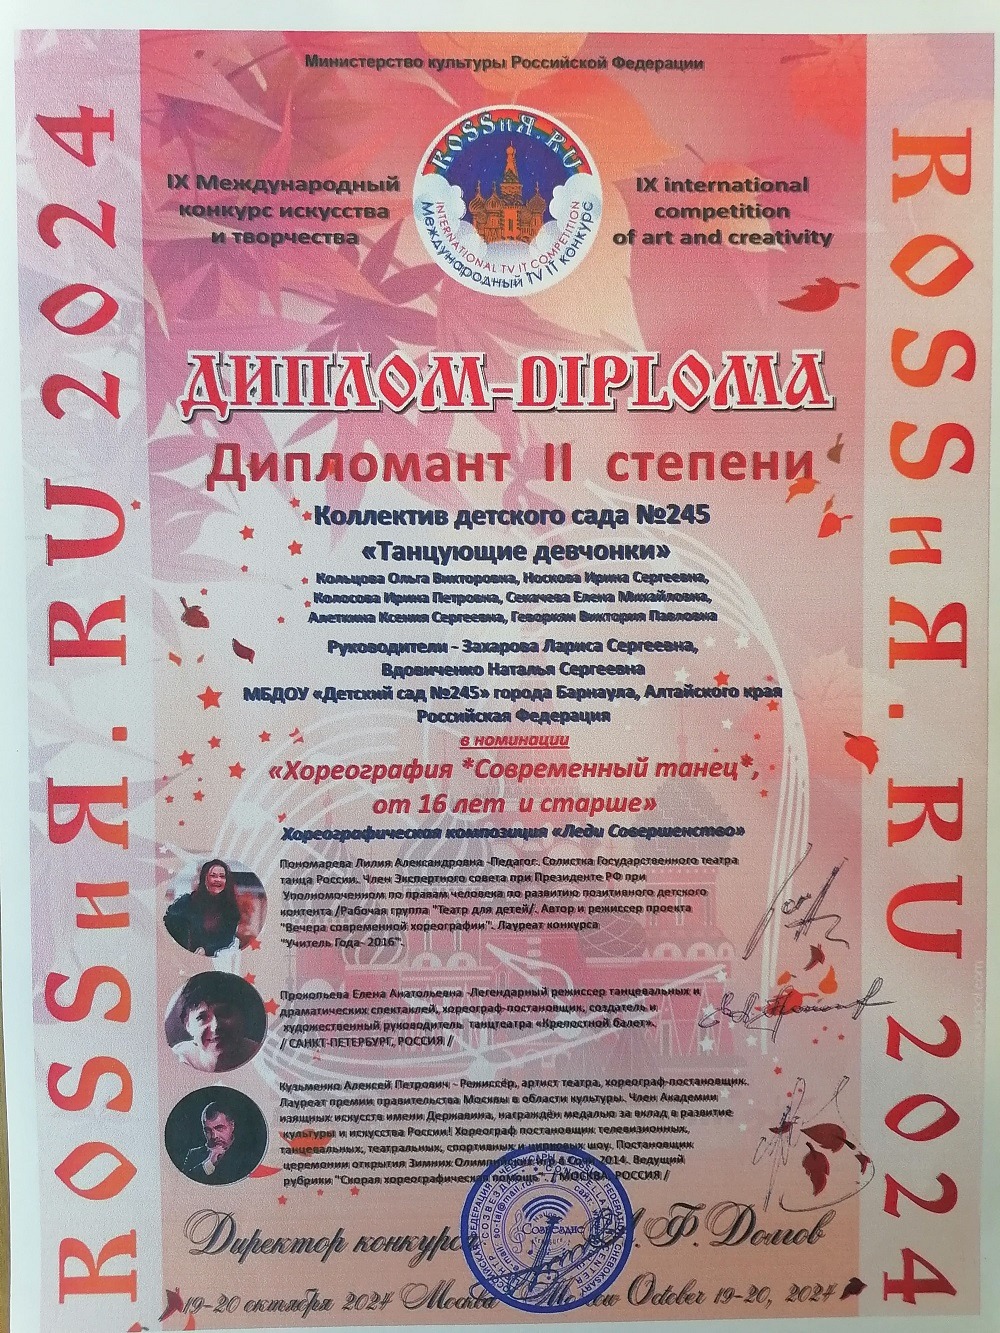 Министерство культуры Российской Федерации
ROSSиЯ.RU 2024
ROSSиЯ.RU 2024
IX Международный
конкурс искусства
и творчества
ROSSиЯ.RU
INTERNATIONAL TV IT COMPETITION
Международный TV IT конкурс
IX international
competition
of art and creativity
ДИПЛОМ-DIPLOMA
Дипломант II степени
Коллектив детского сада №245
«Танцующие девчонки»
Кольцова Ольга Викторовна, Носкова Ирина Сергеевна,
Колосова Ирина Петровна, Секачева Елена Михайловна,
Алеткина Ксения Сергеевна, Геворкян Виктория Павловна
Руководители - Захарова Лариса Сергеевна,
Вдовиченко Наталья Сергеевна
МБДОУ «Детский сад №245» города Барнаула, Алтайского края
Российская Федерация
в номинации
«Хореография *Современный танец*,
от 16 лет и старше»
Хореографическая композиция «Леди Совершенство»
Пономарева Лилия Александровна -Педагог. Солистка Государственного театра
танца России. Член Экспертного совета при Президенте РФ при
Уполномоченном по правам человека по развитию позитивного детского
контента /Рабочая группа "Театр для детей/. Автор и режиссер проекта
"Вечера современной хореографии". Лауреат конкурса
"Учитель Года- 2016".
Прокопьева Елена Анатольевна -Легендарный режиссер танцевальных и
драматических спектаклей, хореограф-постановщик, создатель и
художественный руководитель танцтеатра «Крепостной балет».
/ САНКТ-ПЕТЕРБУРГ, РОССИЯ /
Кузьменко Алексей Петрович - Режиссёр, артист театра, хореограф-постановщик.
Лауреат премии правительства Москвы в области культуры. Член Академии
изящных искусств имени Державина, награждён медалью за вклад в развитие
культуры и искусства России! Хореограф постановщик телевизионных,
танцевальных, театральных, спортивных и цирковых шоу. Постановщик
церемонии открытия Зимних Олимпийских игр в Сочи 2014. Ведущий
рубрики "Скорая хореографическая помощь". / МОСКВА, РОССИЯ /
Директор конкурса А. Ф. Долгов
Созвездие
19-20 октября 2024 Москва Moscow October 19-20, 2024